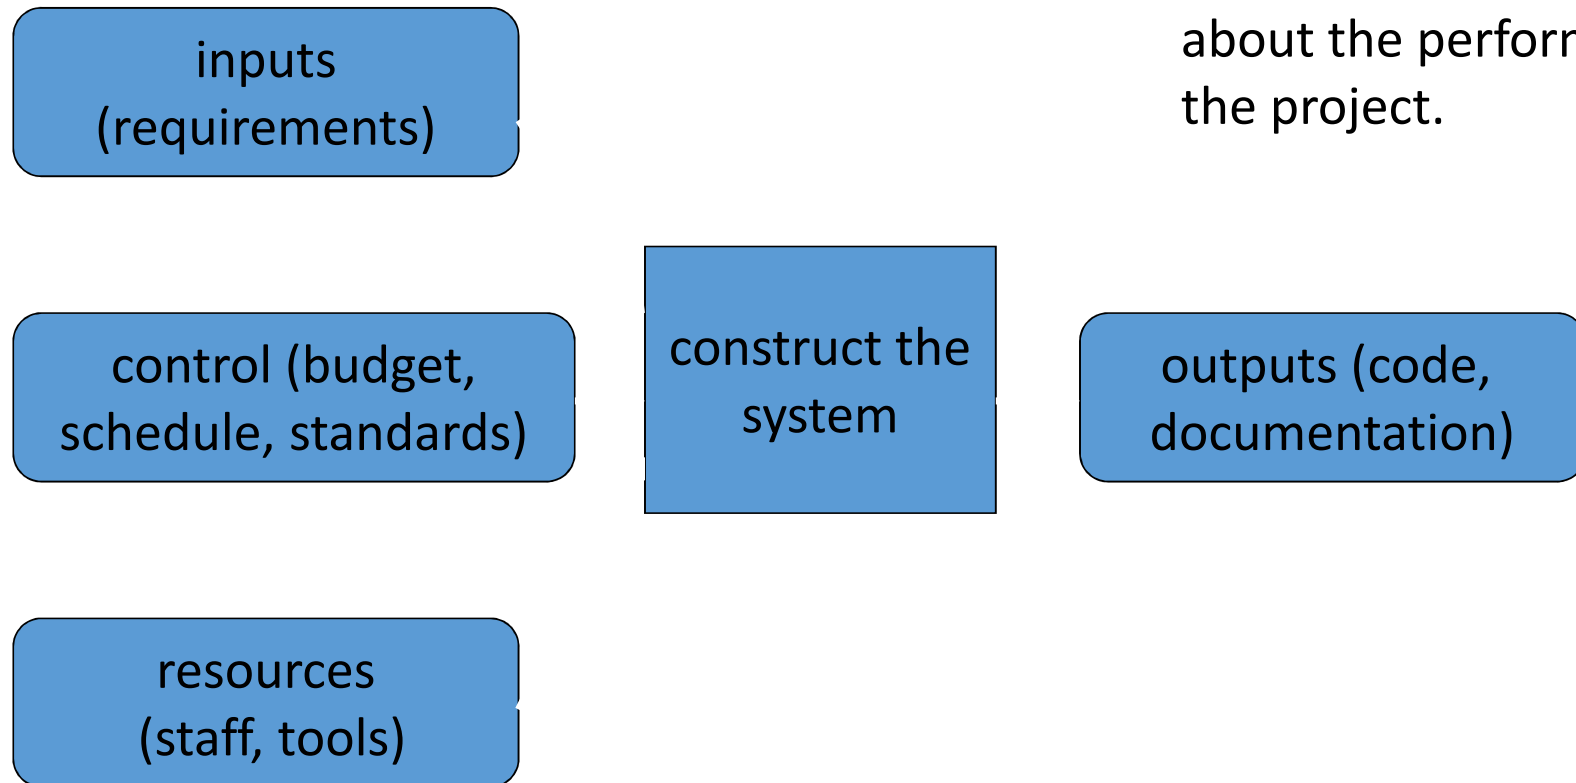 inputs
(requirements)
about the
the project.
control (budget,
schedule, standards)
construct the
system
outputs (code,
documentation)
resources
(staff, tools)